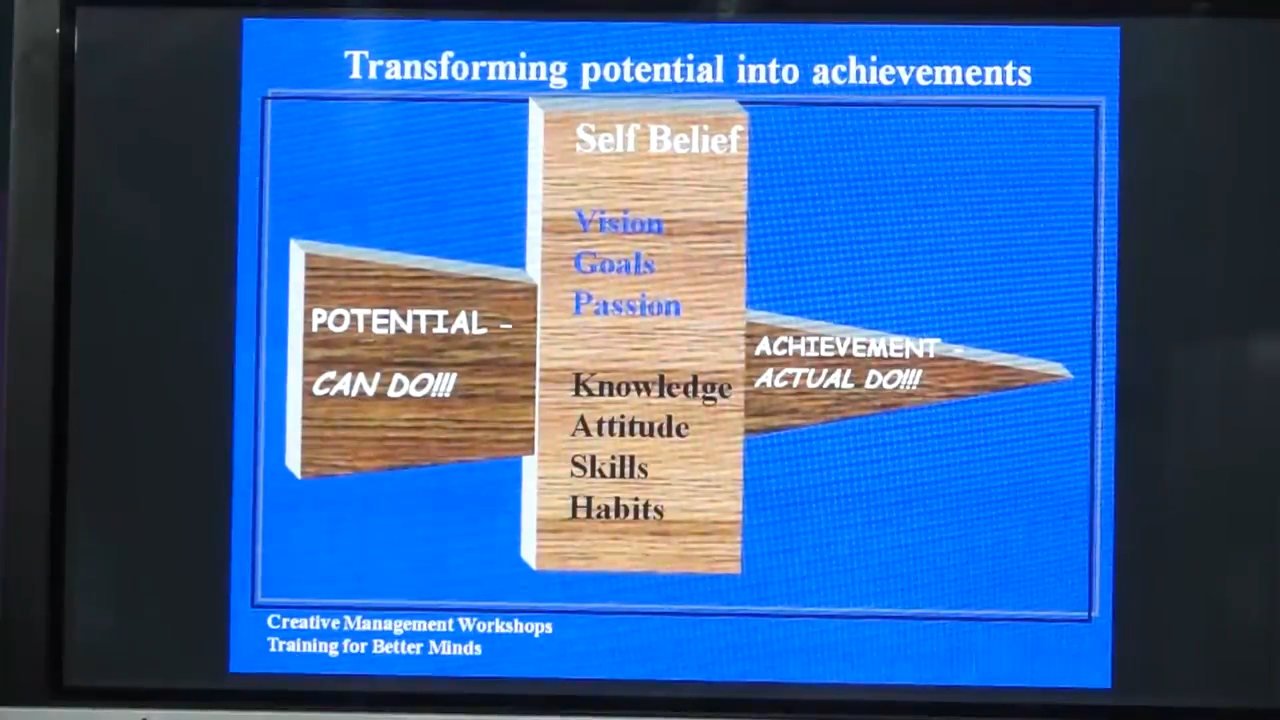 Transforming potential into achievements
Self Belief
Vision
Goals
Passion
Knowledge
Attitude
Skills
Habits
POTENTIAL -
CAN DO!!!
ACHIEVEMENT -
ACTUAL DO!!!
Creative Management Workshops
Training for Better Minds